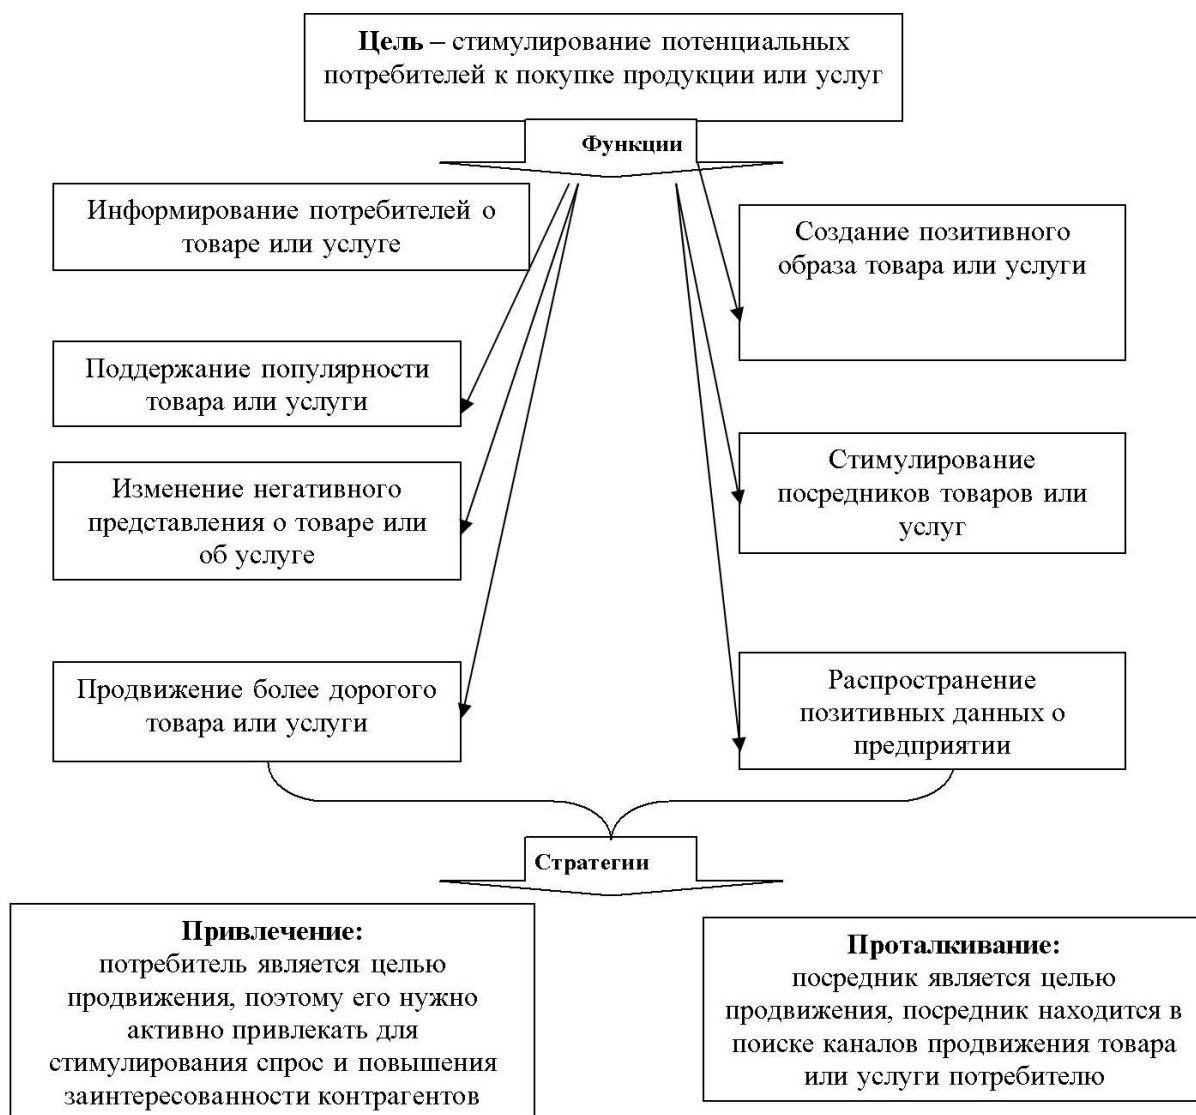 Цель – стимулирование потенциальных
потребителей к покупке продукции или услуг
Функции
Информирование потребителей о
товаре или услуге
Создание позитивного
образа товара или услуги
Поддержание популярности
товара или услуги
Стимулирование
посредников товаров или
услуг
Изменение негативного
представления о товаре или
об услуге
Продвижение более дорогого
товара или услуги
Распространение
позитивных данных о
предприятии
Стратегии
Привлечение:
потребитель является целью
продвижения, поэтому его нужно
активно привлекать для
стимулирования спрос и повышения
заинтересованности контрагентов
Проталкивание:
посредник является целью
продвижения, посредник находится в
поиске каналов продвижения товара
или услуги потребителю